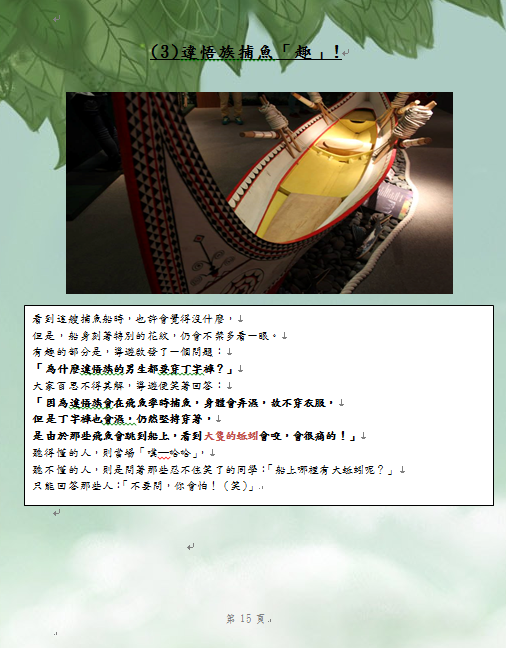 (3)違悟族捕魚「趣」!
看到這艘捕魚船時，也許會覺得沒什麼，
但是，船身刻著特別的花紋，仍會不禁多看一眼。
有趣的部分是，導遊啟發了一個問題：
「為什麼違悟族的男生都要穿丁字褲？」
大家百思不得其解，導遊便笑著回答：
「因為違悟族會在飛魚季時捕魚，身體會弄濕，故不穿衣服，
但是丁字褲也會濕，仍然堅持穿著，
是由於那些飛魚會跳到船上，看到大隻的蚯蚓會咬，會很痛的！」
聽得懂的人，則當場「噗—哈哈」，
聽不懂的人，則是問著那些忍不住笑了的同學：「船上哪裡有大蚯蚓呢？」
只能回答那些人：「不要問，你會怕！（笑）」
第 15 頁